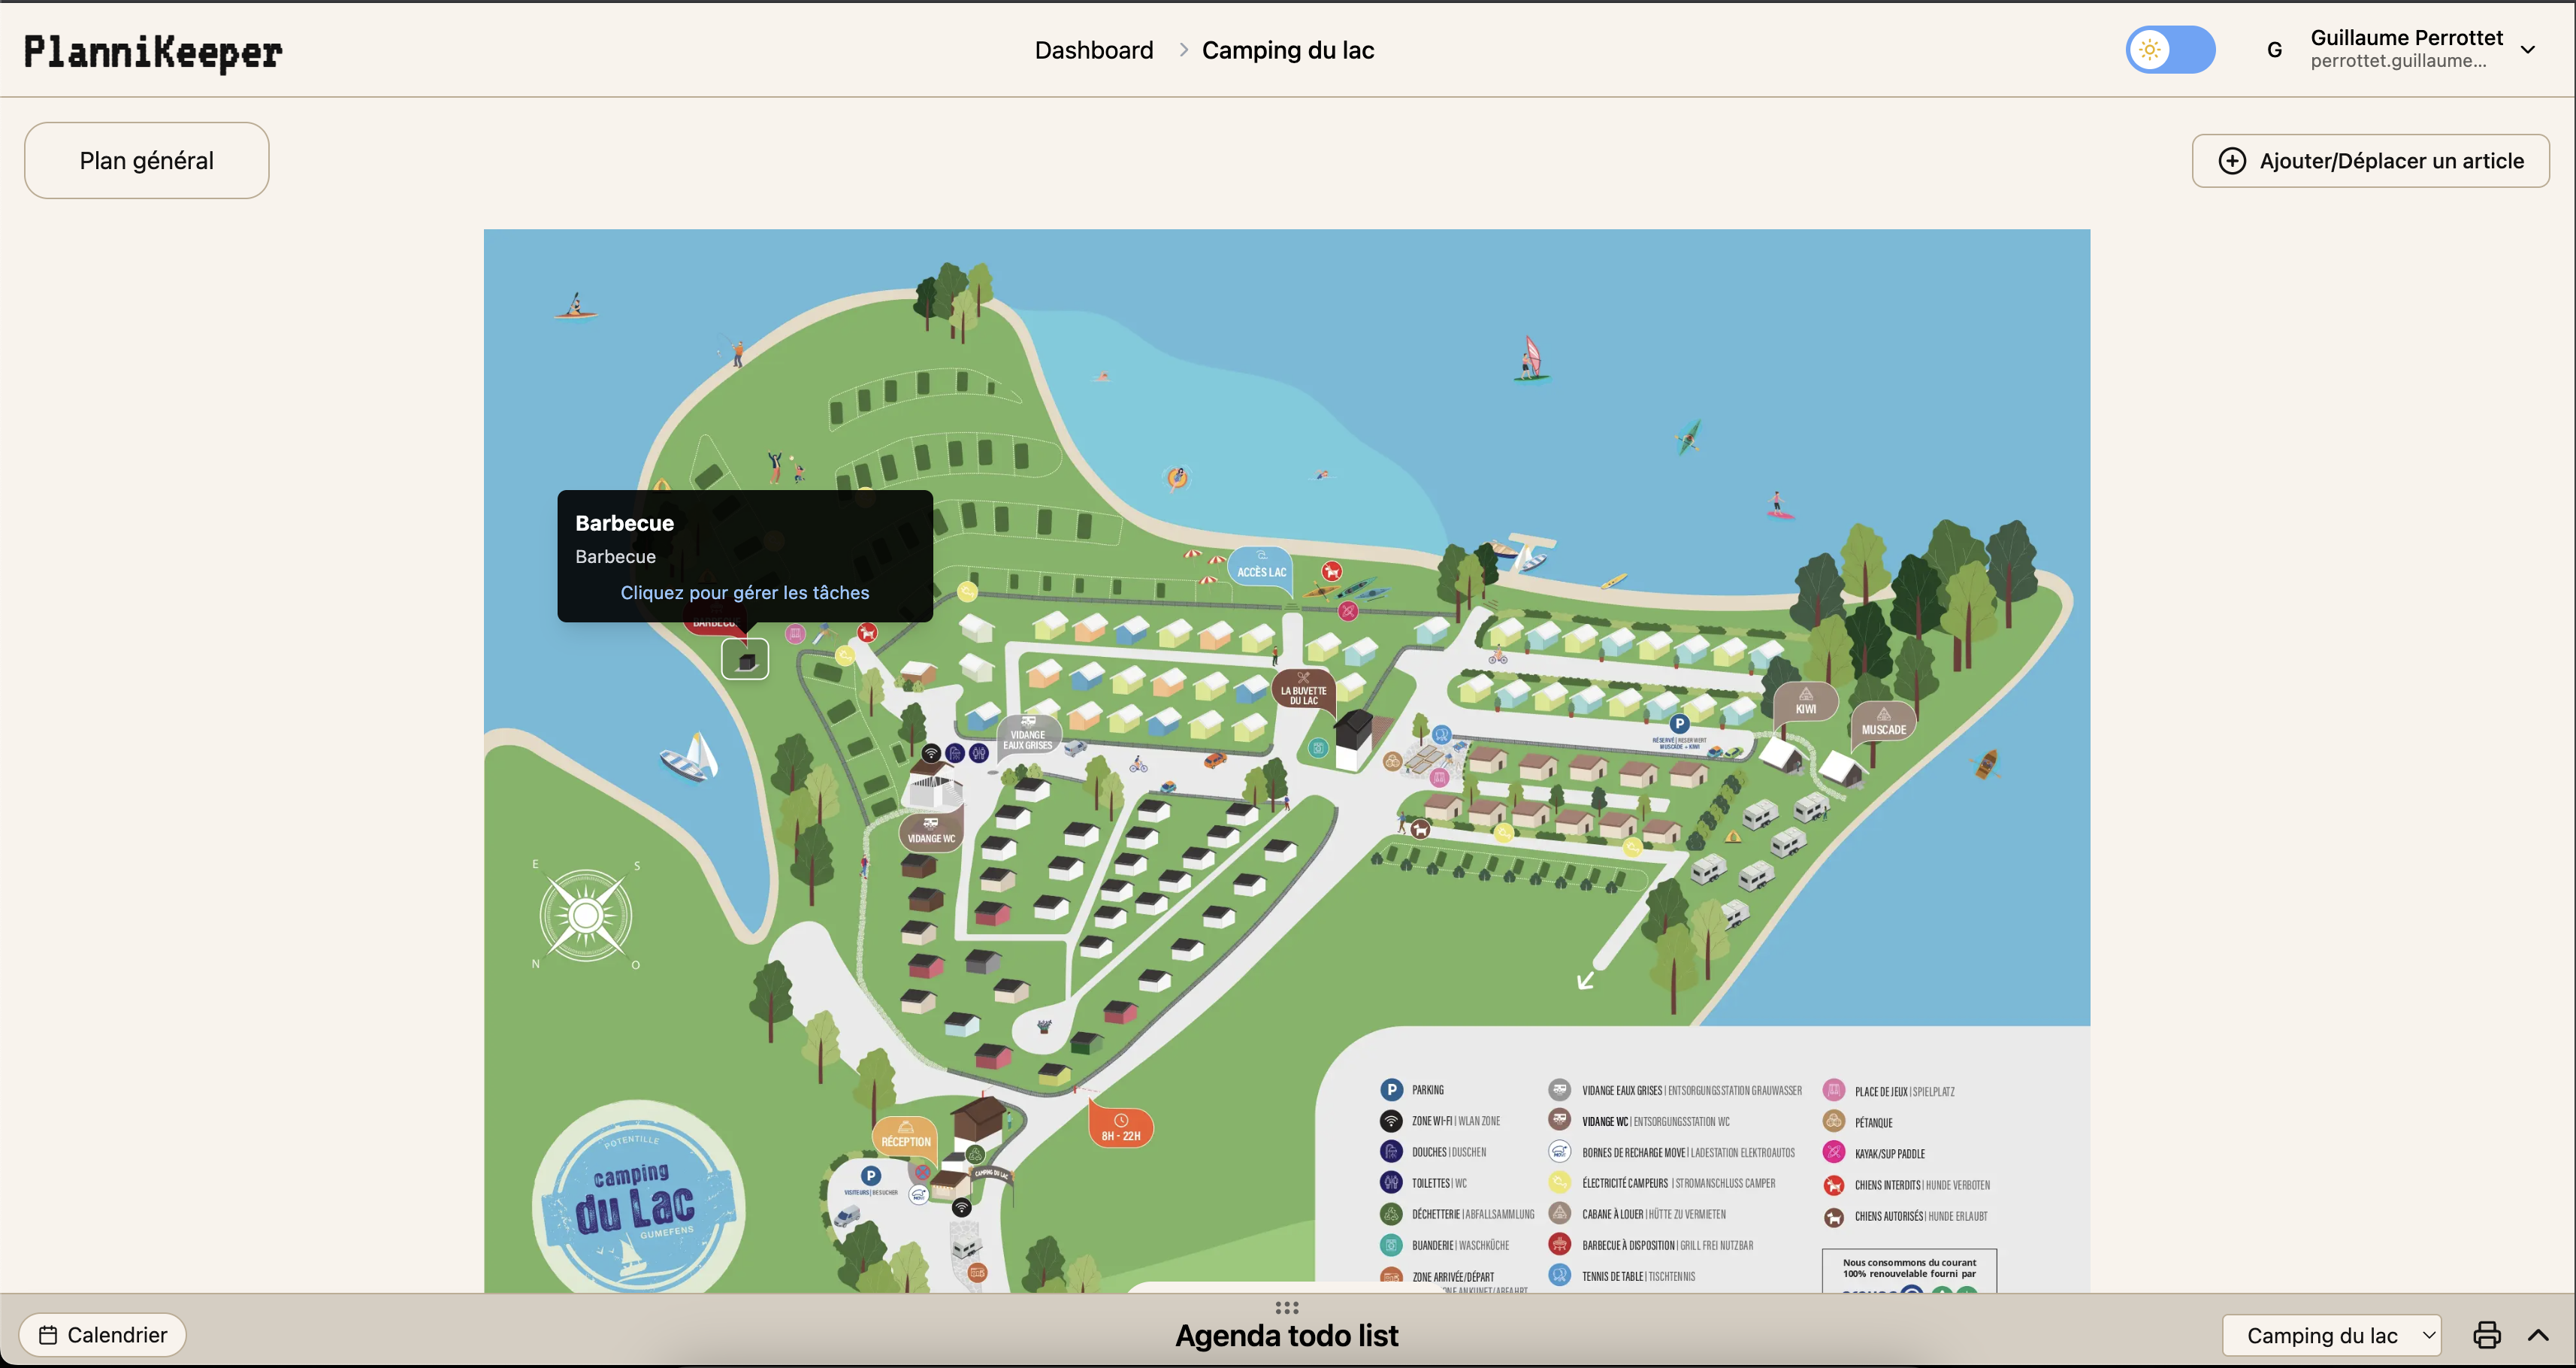 PlanniKeeper
Dashboard > Camping du lac
G
Guillaume Perrottet
perrottet.guillaume...
Plan général
Ajouter/Déplacer un article
Barbecue
Barbecue
Cliquez pour gérer les tâches
BARBECUE
ACCÈS LAC
LA BUVETTE
DU LAC
KIWI
MUSCADE
P
RÉSERVÉ | RESERVIERT
MUSCADE + KIWI
VIDANGE
EAUX GRISES
VIDANGE WC
E
S
N
O
8H - 22H
RÉCEPTION
CAMPING DU LAC
P
VISITEURS | BESUCHER
POTENTILLE
camping
du Lac
GUMEFENS
P
PARKING
ZONE WI-FI | WLAN ZONE
DOUCHES | DUSCHEN
TOILETTES | WC
DÉCHETTERIE | ABFALLSAMMLUNG
BUANDERIE | WASCHKÜCHE
ZONE ARRIVÉE/DÉPART
VIDANGE EAUX GRISES | ENTSORGUNGSSTATION GRAUWASSER
VIDANGE WC | ENTSORGUNGSSTATION WC
BORNES DE RECHARGE MOVE | LADESTATION ELEKTROAUTOS
ÉLECTRICITÉ CAMPEURS | STROMANSCHLUSS CAMPER
CABANE À LOUER | HÜTTE ZU VERMIETEN
BARBECUE À DISPOSITION | GRILL FREI NUTZBAR
TENNIS DE TABLE | TISCHTENNIS
PLACE DE JEUX | SPIELPLATZ
PÉTANQUE
KAYAK/SUP PADDLE
CHIENS INTERDITS | HUNDE VERBOTEN
CHIENS AUTORISÉS | HUNDE ERLAUBT
Nous consommons du courant
100% renouvelable fourni par
Calendrier
Agenda todo list
Camping du lac